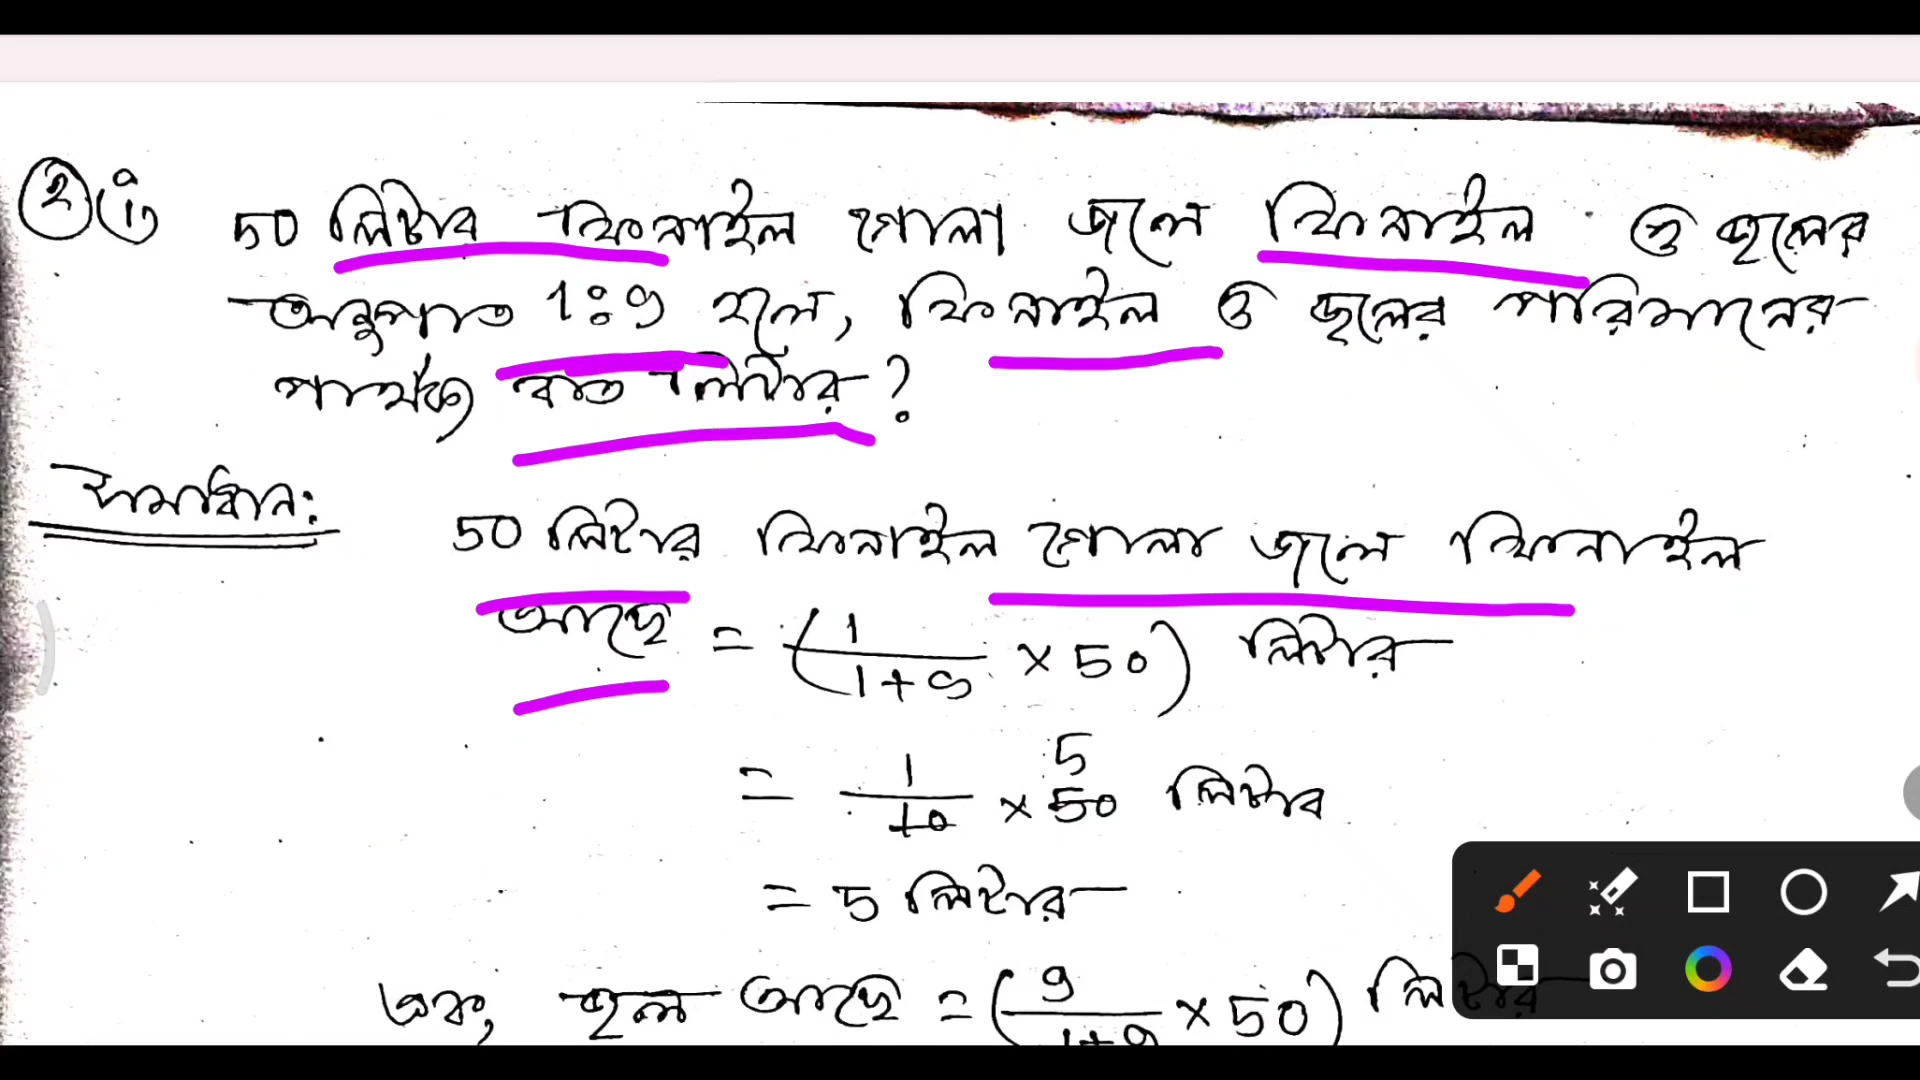 ২) i) 50 লিটার ফিনাইল গোলা জলে ফিনাইল ও জলের
অনুপাত 1:9 হলে, ফিনাইল ও জলের পরিমানের
পার্থক্য কত লিটার?
সমাধান:
50 লিটার ফিনাইল গোলা জলে ফিনাইল
আছে = (1/1+9 × 50) লিটার
= 1/10 × 50 5 লিটার
= 5 লিটার
এবং, জল আছে = (9/1+9 × 50) লিটার